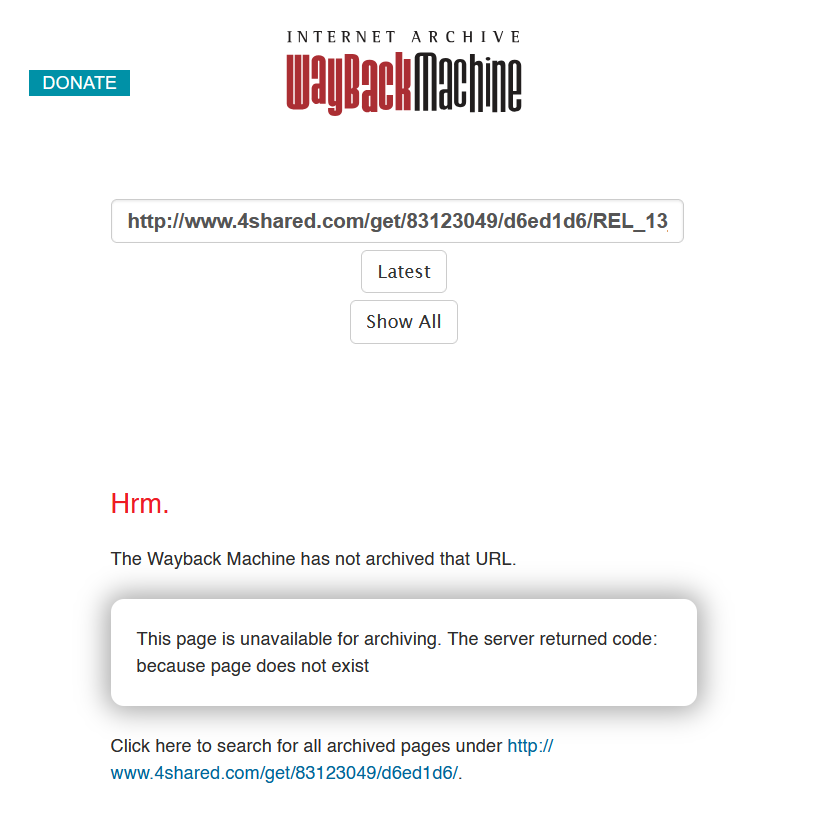 INTERNET ARCHIVE
WayBackMachine
DONATE
http://www.4shared.com/get/83123049/d6ed1d6/REL_13
Latest
Show All
Hrm.
The Wayback Machine has not archived that URL.
This page is unavailable for archiving. The server returned code:
because page does not exist
Click here to search for all archived pages under http://
www.4shared.com/get/83123049/d6ed1d6/.